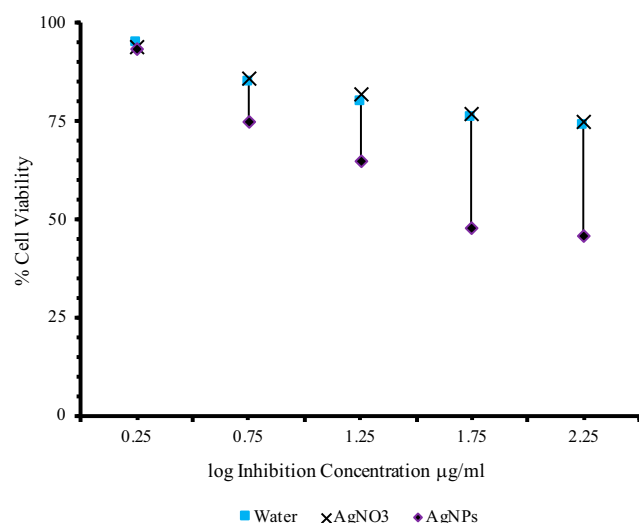 100
75
50
25
0
% Cell Viability
0.25 0.75 1.25 1.75 2.25
log Inhibition Concentration µg/ml
Water AgNO3 AgNPs